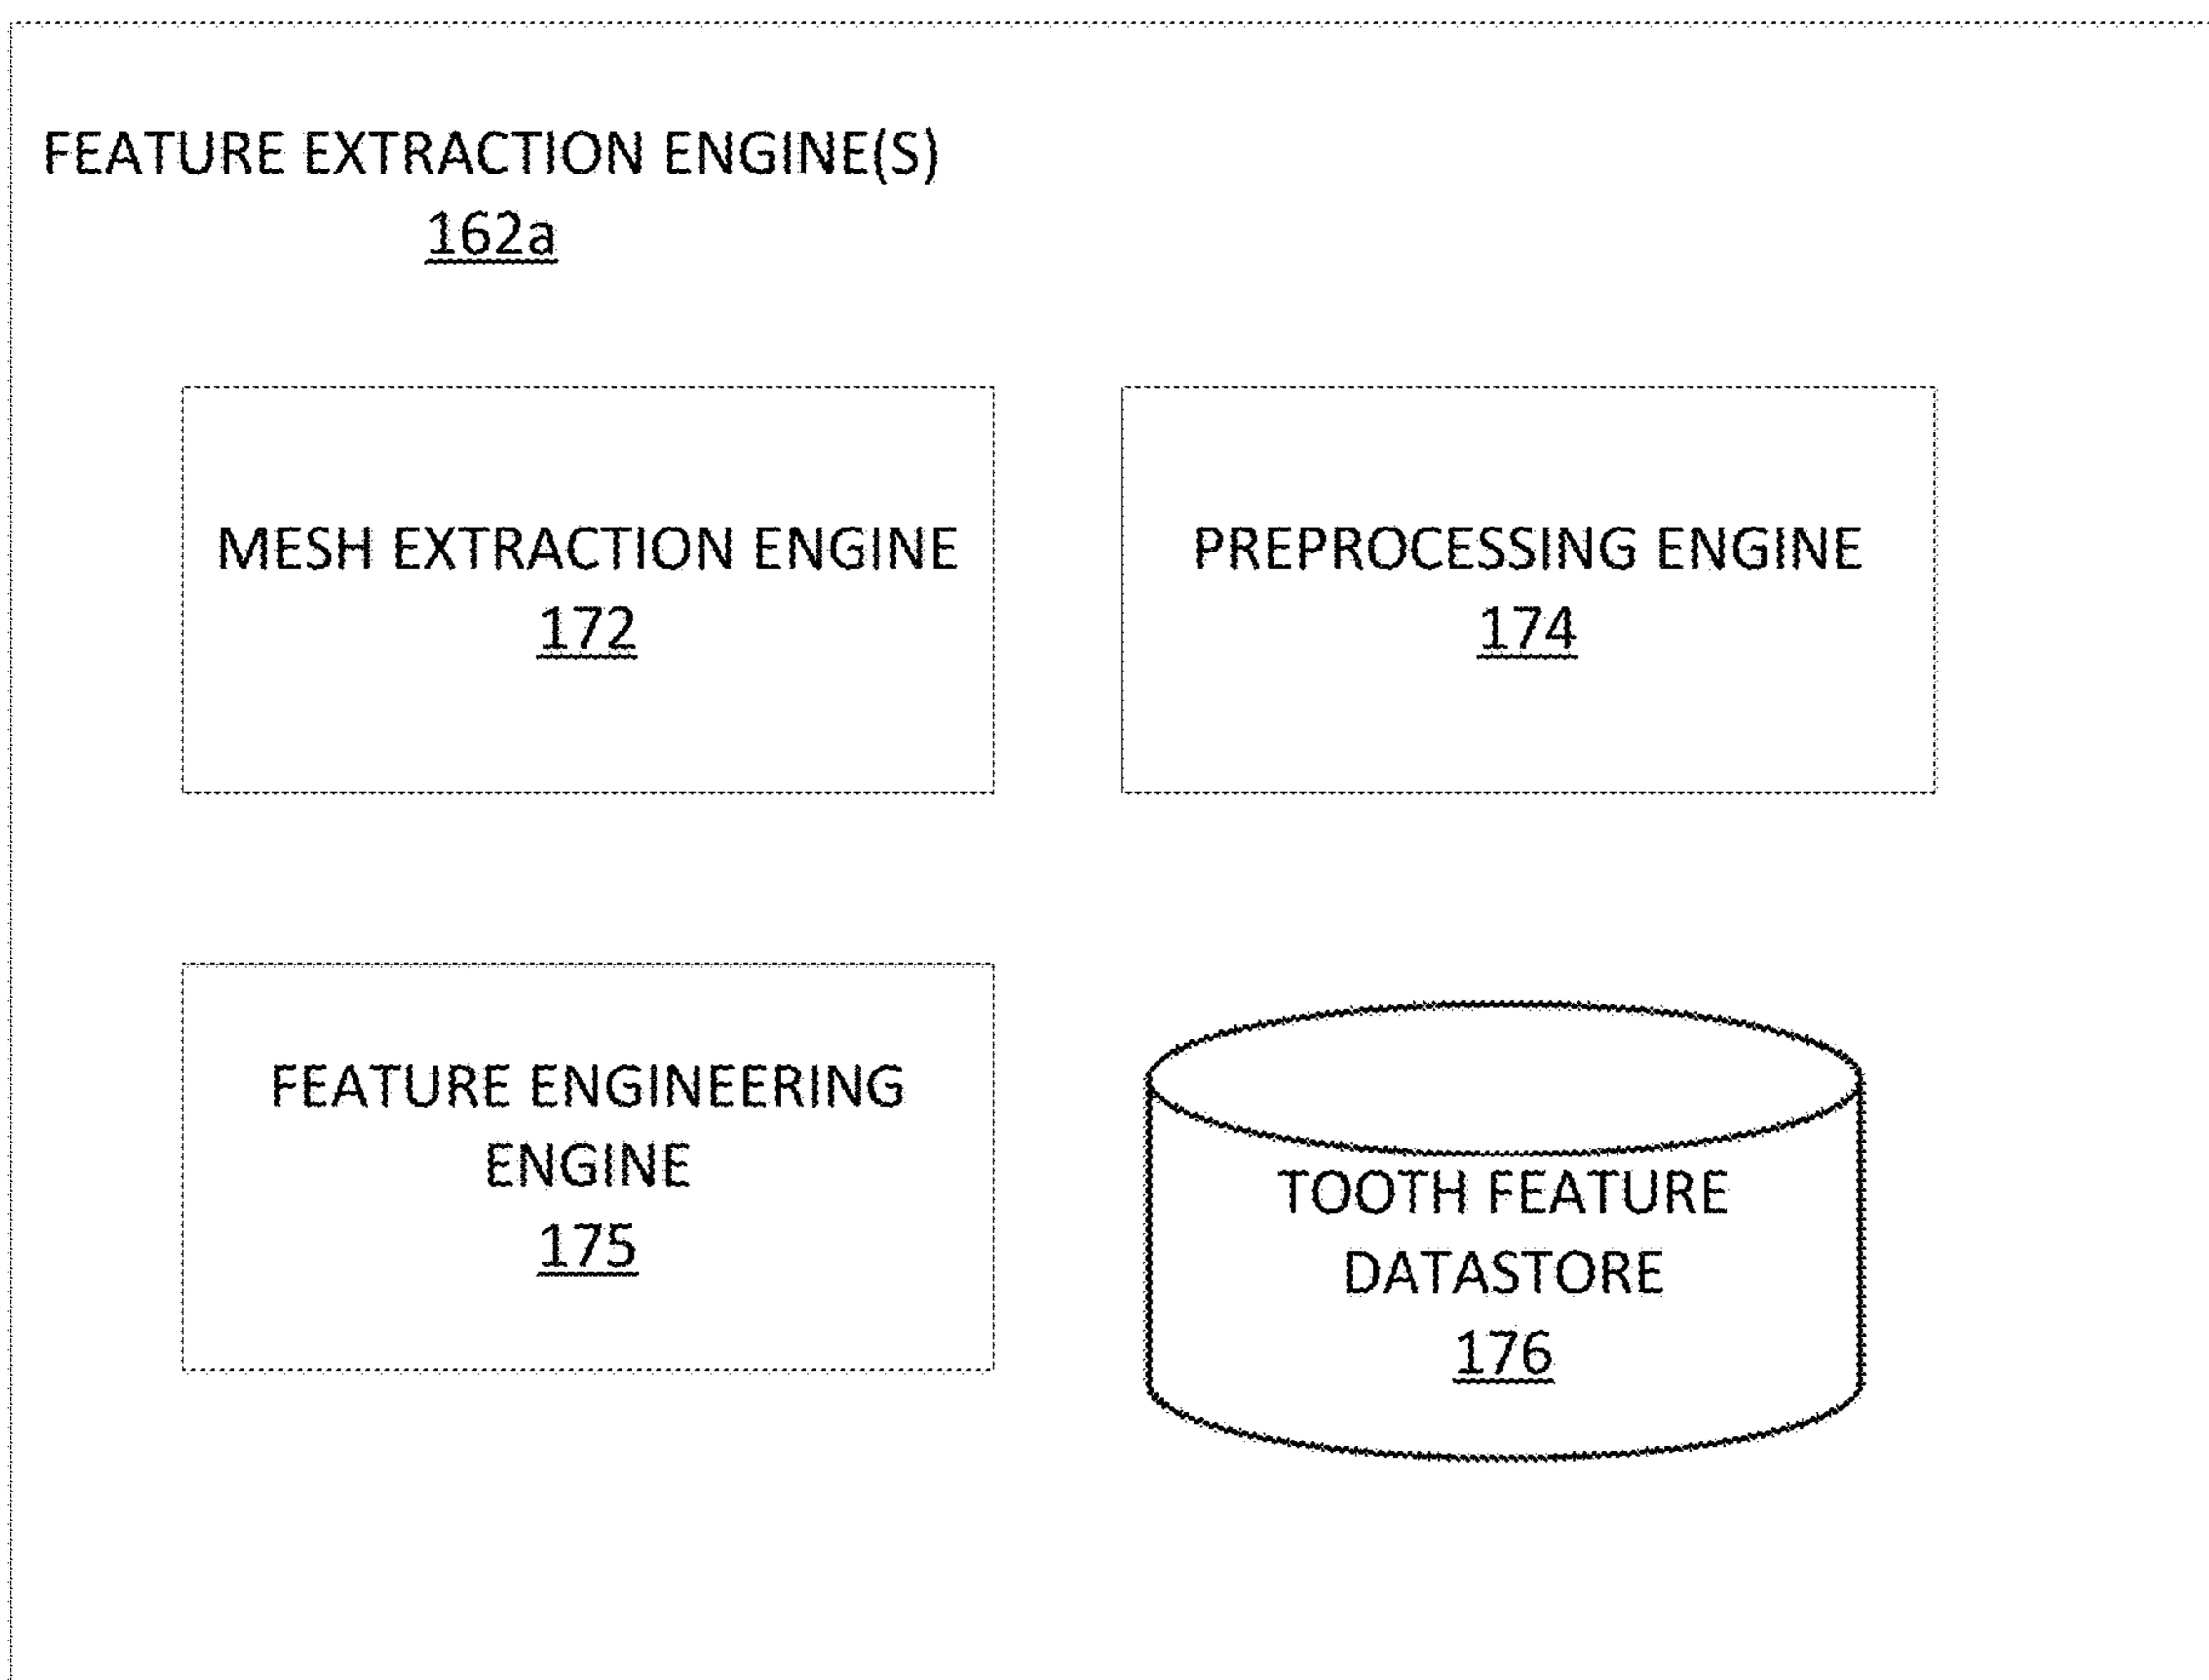 FEATURE EXTRACTION ENGINE(S)
162a
MESH EXTRACTION ENGINE
172
PREPROCESSING ENGINE
174
FEATURE ENGINEERING
ENGINE
175
TOOTH FEATURE
DATASTORE
176